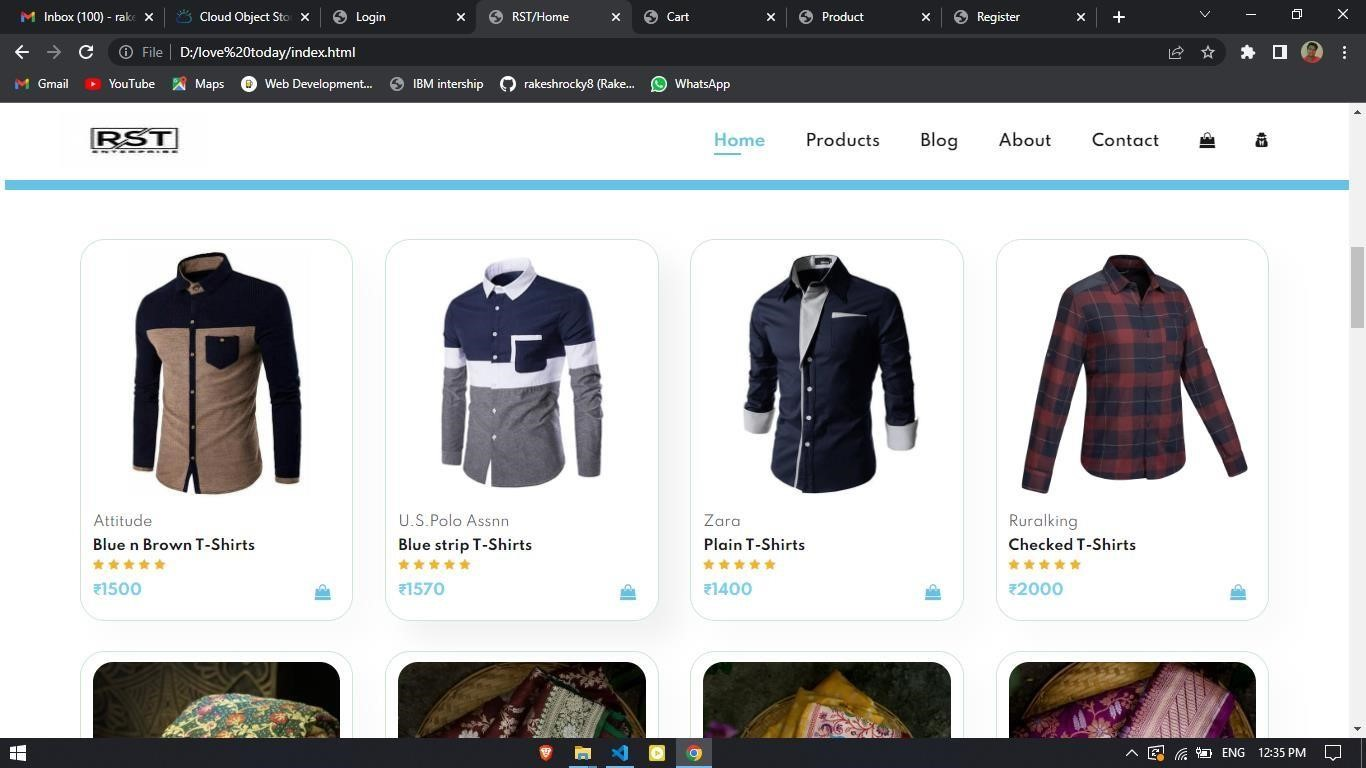 Inbox (100) - rake
Cloud Object Sto
Login
RST/Home
Cart
Product
Register
File
D:/love%20today/index.html
Gmail
YouTube
Maps
Web Development...
IBM intership
rakeshrocky8 (Rake...
WhatsApp
RST
ENTERPRISE
Home
Products
Blog
About
Contact
Attitude
Blue n Brown T-Shirts
₹1500
U.S.Polo Assnn
Blue strip T-Shirts
₹1570
Zara
Plain T-Shirts
₹1400
Ruralking
Checked T-Shirts
₹2000
ENG
12:35 PM